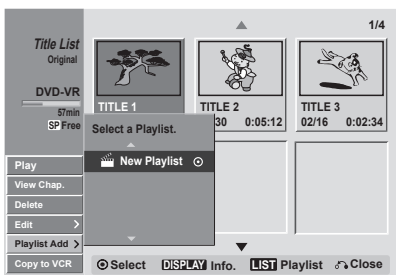 Title List
Original
1/4
DVD-VR
57min
SP Free
TITLE 1
TITLE 2
30 0:05:12
TITLE 3
02/16 0:02:34
Select a Playlist.
New Playlist
Play
View Chap.
Delete
Edit >
Playlist Add >
Copy to VCR
Select DISPLAY Info. LIST Playlist Close